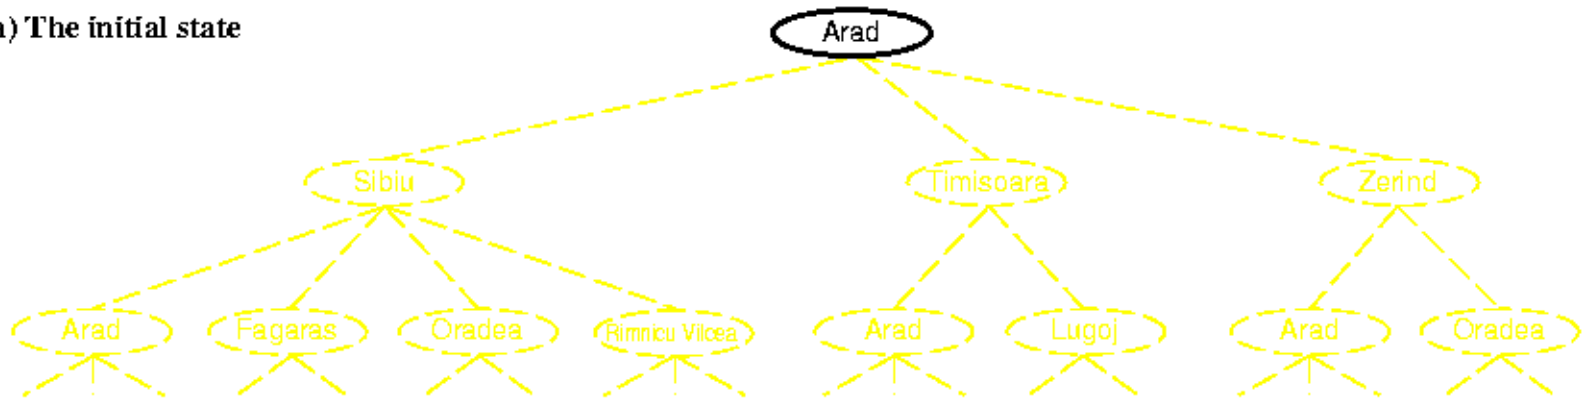 ) The initial state
Arad
Sibiu Timisoara Zerind
Arad Fagaras Oradea Rimnicu Vilcea Arad Lugoj Arad Oradea